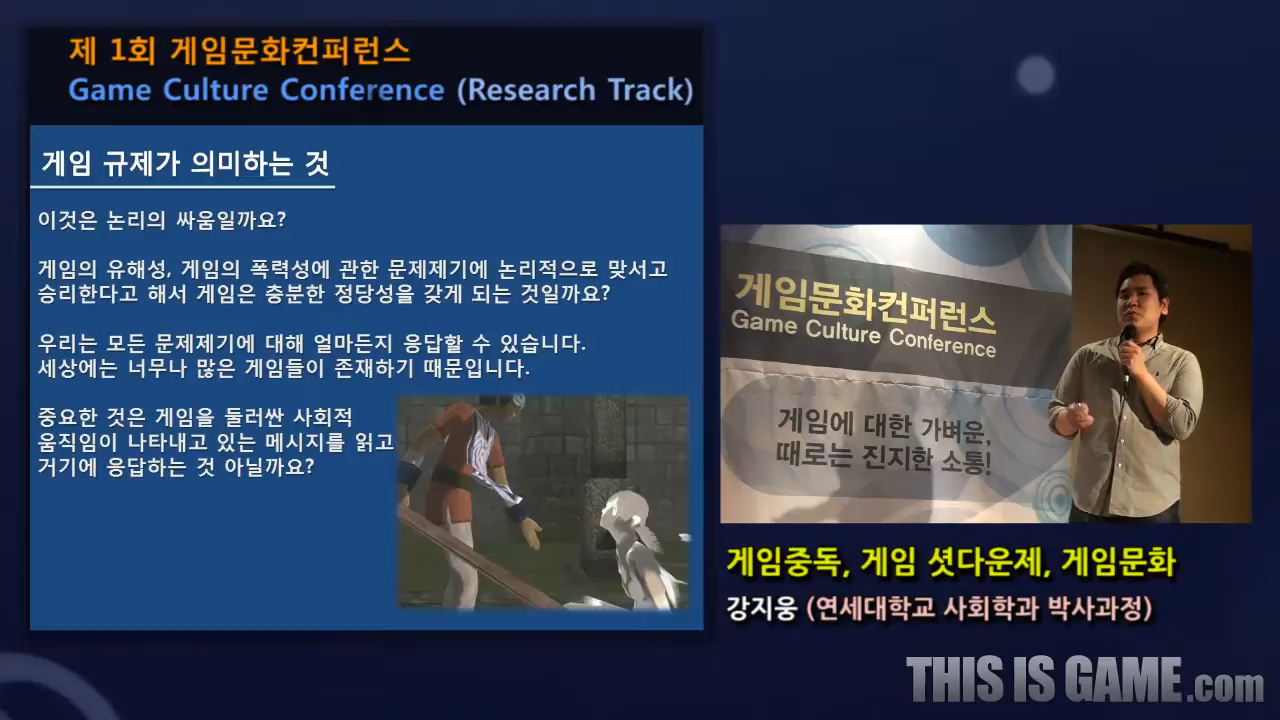 제 1회 게임문화컨퍼런스
Game Culture Conference (Research Track)
게임 규제가 의미하는 것
이것은 논리의 싸움일까요?
게임의 유해성, 게임의 폭력성에 관한 문제제기에 논리적으로 맞서고
승리한다고 해서 게임은 충분한 정당성을 갖게 되는 것일까요?
우리는 모든 문제제기에 대해 얼마든지 응답할 수 있습니다.
세상에는 너무나 많은 게임들이 존재하기 때문입니다.
중요한 것은 게임을 둘러싼 사회적
움직임이 나타내고 있는 메시지를 읽고
거기에 응답하는 것 아닐까요?
게임문화컨퍼런스
Game Culture Conference
게임에 대한 가벼운,
때로는 진지한 소통!
게임중독, 게임 셧다운제, 게임문화
강지웅 (연세대학교 사회학과 박사과정)
THIS IS GAME.com